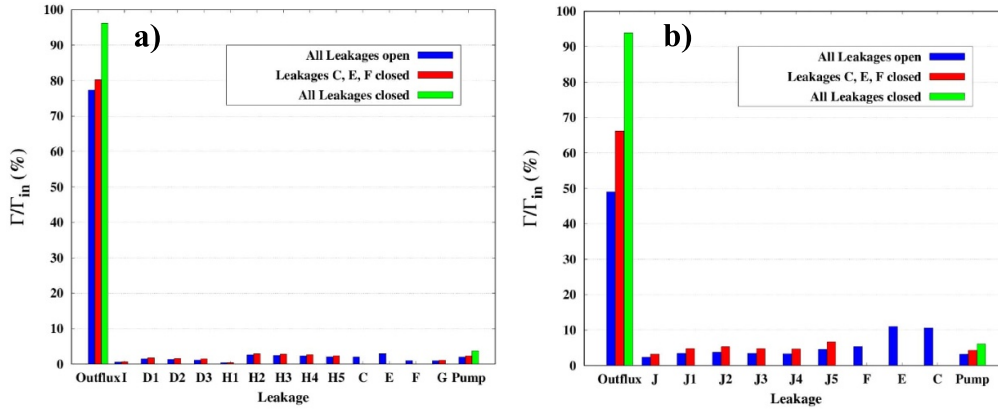 a)
All Leakages open
Leakages C, E, F closed
All Leakages closed
100
90
80
70
60
50
40
30
20
10
0
Γ/Γin (%)
Outflux I D1 D2 D3 H1 H2 H3 H4 H5 C E F G Pump
Leakage
b)
All Leakages open
Leakages C, E, F closed
All Leakages closed
100
90
80
70
60
50
40
30
20
10
0
Γ/Γin (%)
Outflux J J1 J2 J3 J4 J5 F E C Pump
Leakage